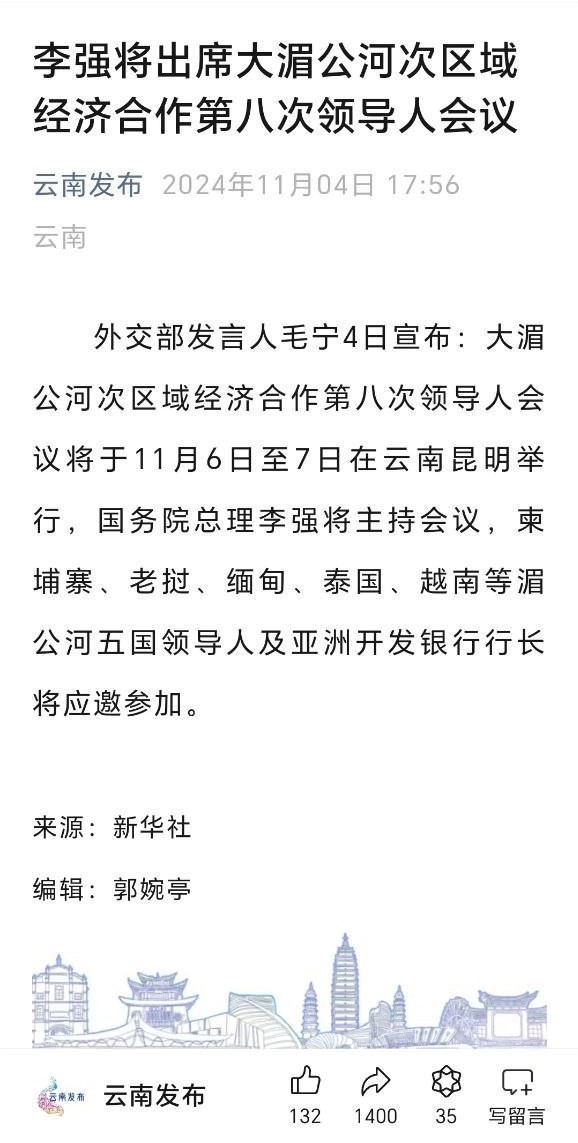 李强将出席大湄公河次区域
经济合作第八次领导人会议
云南发布 2024年11月04日 17:56
云南
外交部发言人毛宁4日宣布：大湄
公河次区域经济合作第八次领导人会
议将于11月6日至7日在云南昆明举
行，国务院总理李强将主持会议，柬
埔寨、老挝、缅甸、泰国、越南等湄
公河五国领导人及亚洲开发银行行长
将应邀参加。
来源：新华社
编辑：郭婉亭
云南发布 云南发布
132 1400 35 写留言